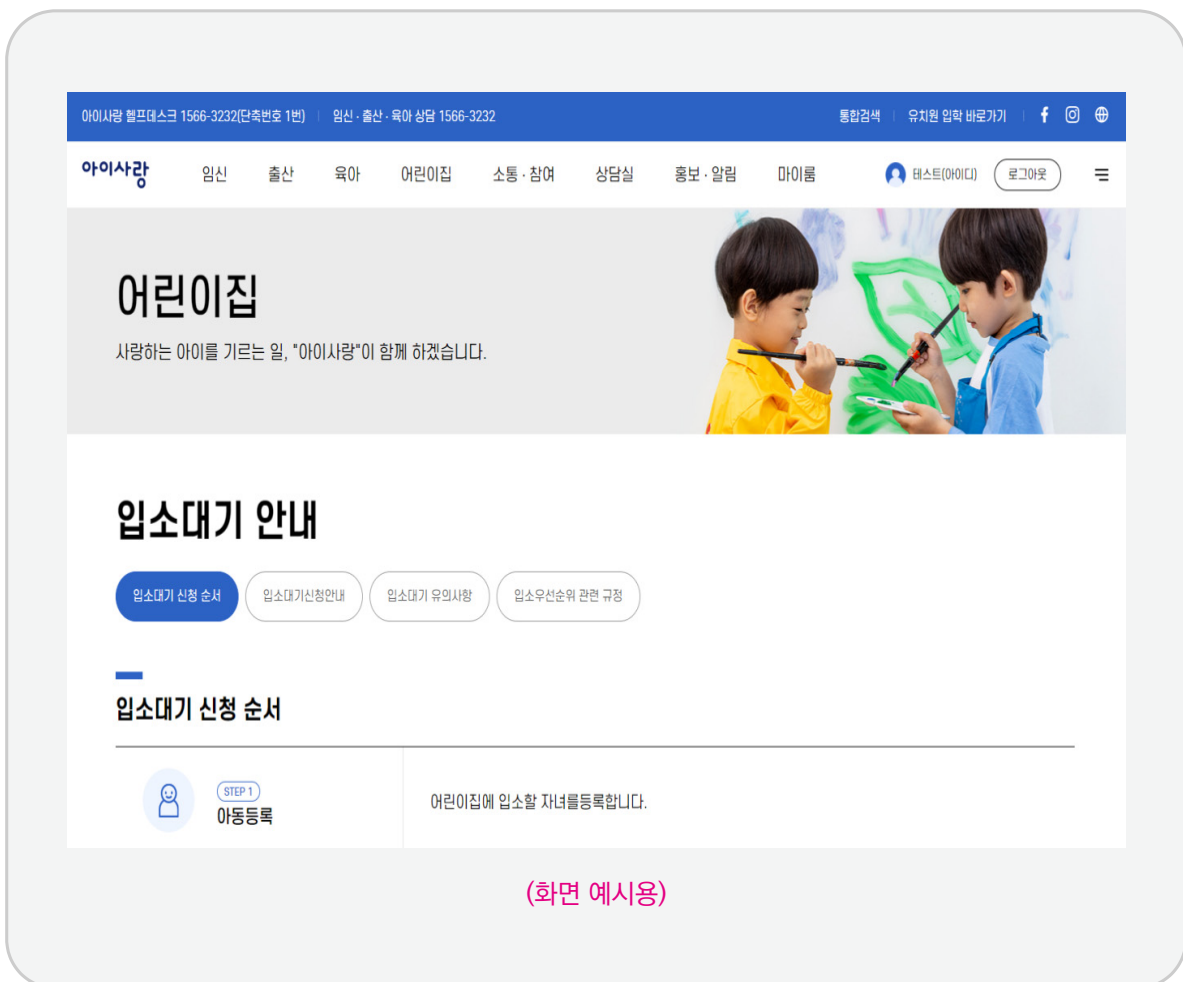 아이사랑 헬프데스크 1566-3232(단축번호 1번) 임신 · 출산 · 육아 상담 1566-3232 통합검색 유치원 입학 바로가기
아이사랑 임신 출산 육아 어린이집 소통 · 참여 상담실 홍보 · 알림 마이룸 테스트(아이디) 로그아웃
어린이집
사랑하는 아이를 기르는 일, "아이사랑"이 함께 하겠습니다.
입소대기 안내
입소대기 신청 순서 입소대기신청안내 입소대기 유의사항 입소우선순위 관련 규정
입소대기 신청 순서
STEP 1
아동등록
어린이집에 입소할 자녀를등록합니다.
(화면 예시용)